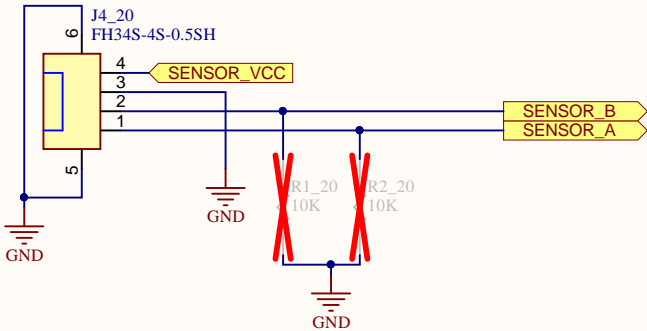 J4_20
FH34S-4S-0.5SH
6
4
SENSOR_VCC
3
2
SENSOR_B
1
SENSOR_A
5
R1_20
10K
R2_20
10K
GND
GND
GND